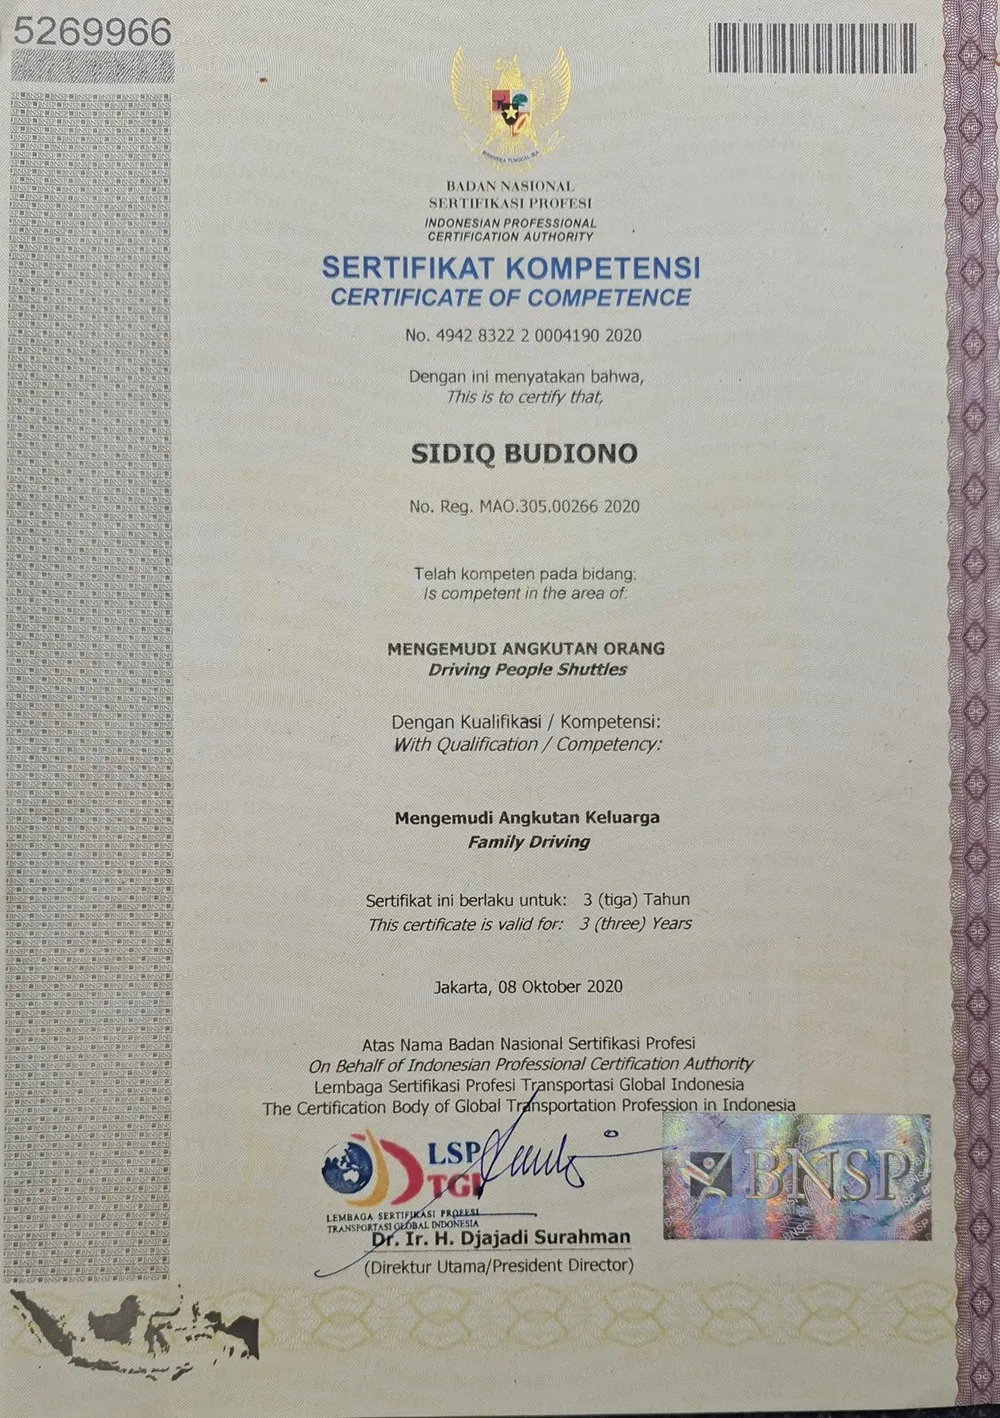 5269966
BHINNEKA TUNGGAL IKA
BADAN NASIONAL
SERTIFIKASI PROFESI
INDONESIAN PROFESSIONAL
CERTIFICATION AUTHORITY
SERTIFIKAT KOMPETENSI
CERTIFICATE OF COMPETENCE
No. 4942 8322 2 0004190 2020
Dengan ini menyatakan bahwa,
This is to certify that,
SIDIQ BUDIONO
No. Reg. MAO.305.00266 2020
Telah kompeten pada bidang:
Is competent in the area of:
MENGEMUDI ANGKUTAN ORANG
Driving People Shuttles
Dengan Kualifikasi / Kompetensi:
With Qualification / Competency:
Mengemudi Angkutan Keluarga
Family Driving
Sertifikat ini berlaku untuk: 3 (tiga) Tahun
This certificate is valid for: 3 (three) Years
Jakarta, 08 Oktober 2020
Atas Nama Badan Nasional Sertifikasi Profesi
On Behalf of Indonesian Professional Certification Authority
Lembaga Sertifikasi Profesi Transportasi Global Indonesia
The Certification Body of Global Transportation Profession in Indonesia
LSP
TGI
BNSP
LEMBAGA SERTIFIKASI PROFESI
TRANSPORTASI GLOBAL INDONESIA
Dr. Ir. H. Djajadi Surahman
(Direktur Utama/President Director)